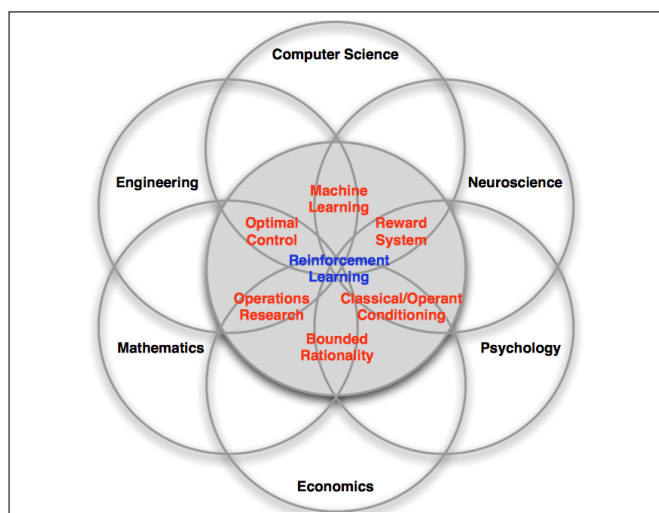 Computer Science
Engineering
Neuroscience
Machine
Learning
Optimal
Control
Reward
System
Reinforcement
Learning
Operations
Research
Classical/Operant
Conditioning
Bounded
Rationality
Mathematics
Psychology
Economics